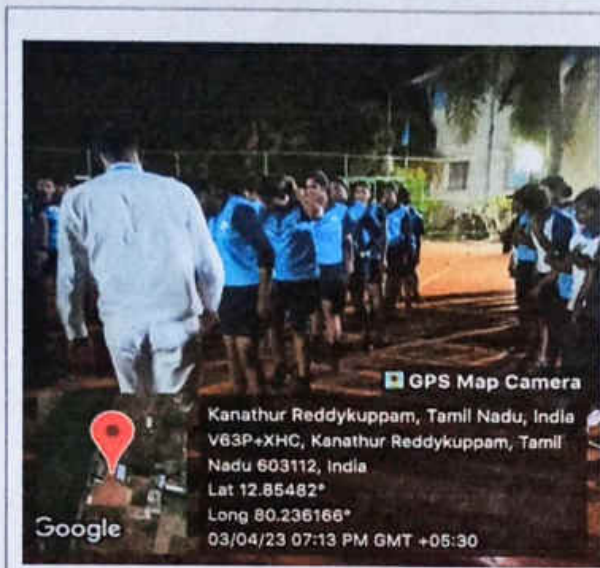 GPS Map Camera
Kanathur Reddykuppam, Tamil Nadu, India
V63P+XHC, Kanathur Reddykuppam, Tamil
Nadu 603112, India
Lat 12.85482°
Long 80.236166°
03/04/23 07:13 PM GMT +05:30
Google